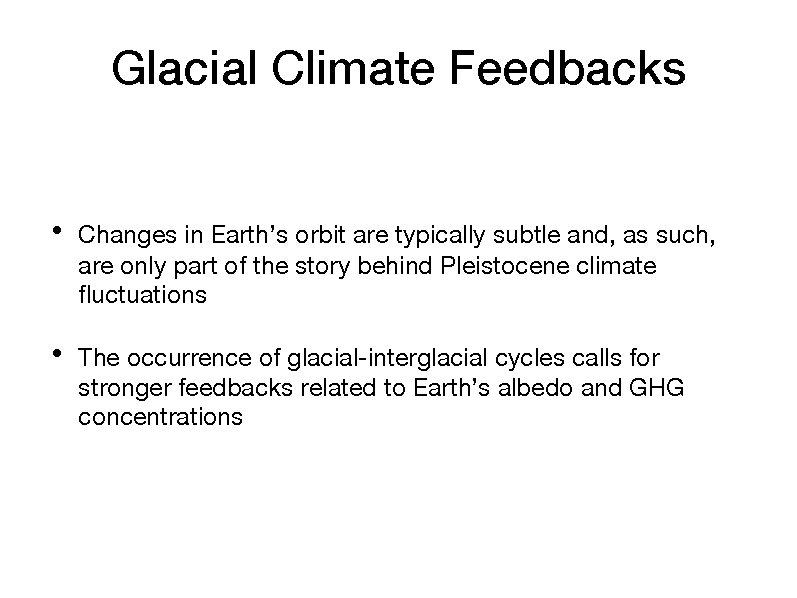 Glacial Climate Feedbacks
• Changes in Earth’s orbit are typically subtle and, as such,
are only part of the story behind Pleistocene climate
fluctuations
• The occurrence of glacial-interglacial cycles calls for
stronger feedbacks related to Earth’s albedo and GHG
concentrations